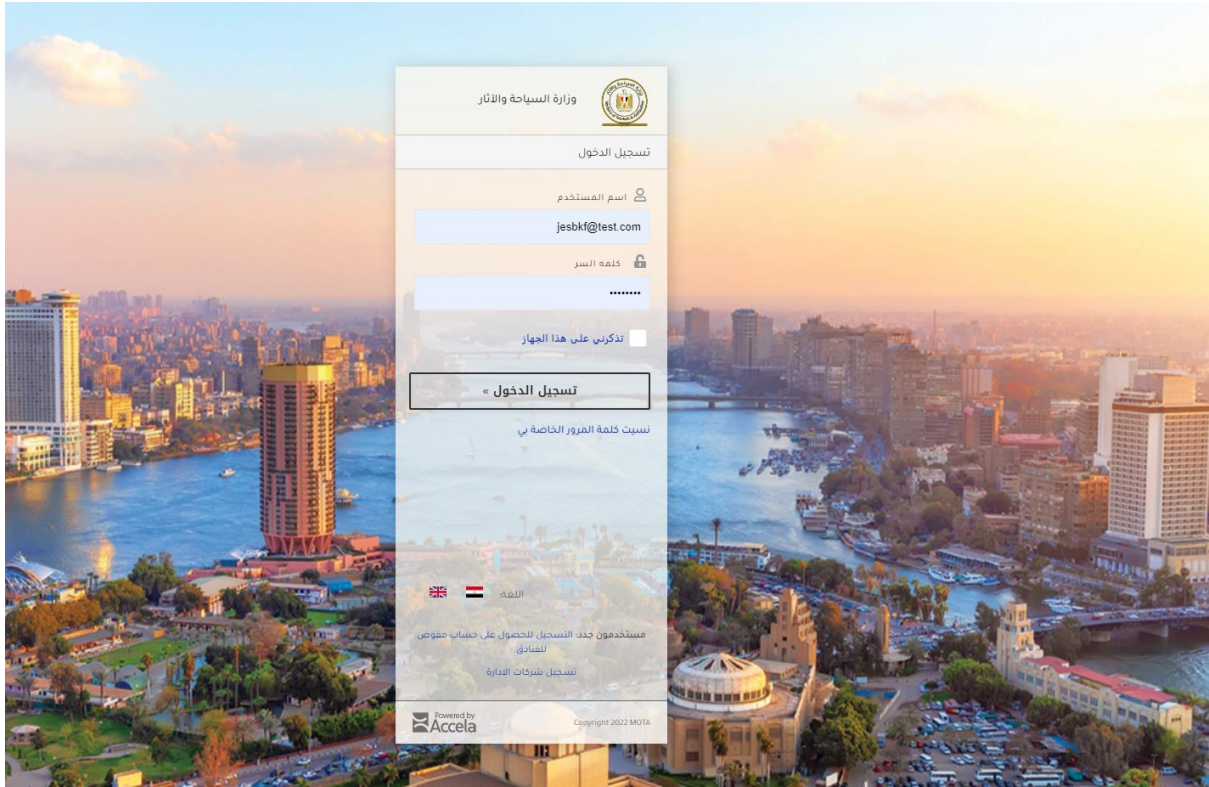 وزارة السياحة والآثار
تسجيل الدخول
اسم المستخدم
jesbkf@test.com
كلمه السر
••••••••
تذكرني على هذا الجهاز
تسجيل الدخول »
نسيت كلمة المرور الخاصة بي
اللغة:
مستخدمون جدد: التسجيل للحصول على حساب مفوض
للفنادق
تسجيل شركات الادارة
Powered by
Accela
Copyright 2022 MOTA